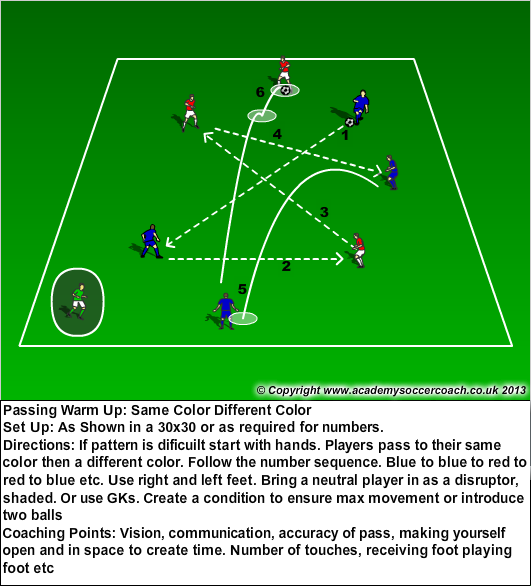 6
1
4
3
2
5
© Copyright www.academysoccercoach.co.uk 2013
Passing Warm Up: Same Color Different Color
Set Up: As Shown in a 30x30 or as required for numbers.
Directions: If pattern is dificuilt start with hands. Players pass to their same
color then a different color. Follow the number sequence. Blue to blue to red to
red to blue etc. Use right and left feet. Bring a neutral player in as a disruptor,
shaded. Or use GKs. Create a condition to ensure max movement or introduce
two balls
Coaching Points: Vision, communication, accuracy of pass, making yourself
open and in space to create time. Number of touches, receiving foot playing
foot etc